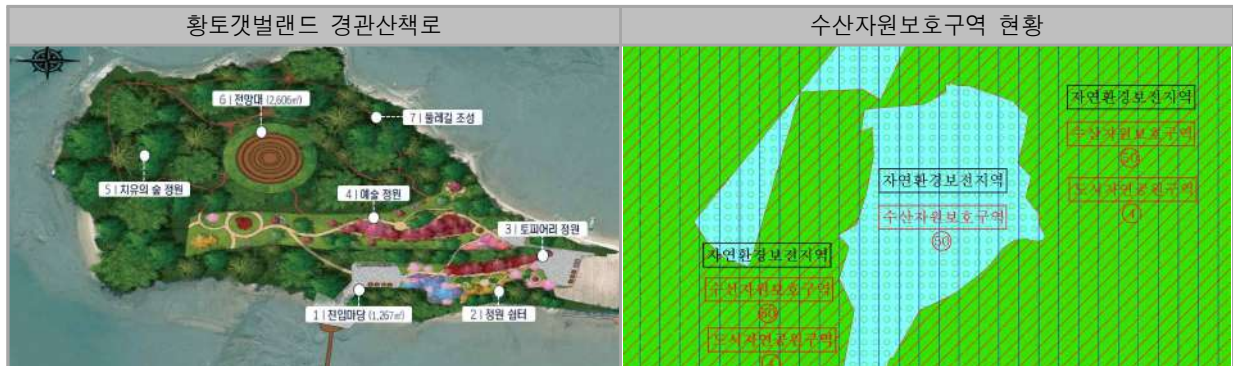 황토갯벌랜드 경관산책로
수산자원보호구역 현황
6 | 전망대 (2,606㎡)
7 | 둘레길 조성
5 | 치유의 숲 정원
4 | 예술 정원
3 | 토피어리 정원
1 | 진입마당 (1,267㎡)
2 | 정원 쉼터
자연환경보전지역
수산자원보호구역
50
도시자연공원구역
4
자연환경보전지역
수산자원보호구역
50
자연환경보전지역
수산자원보호구역
50
도시자연공원구역